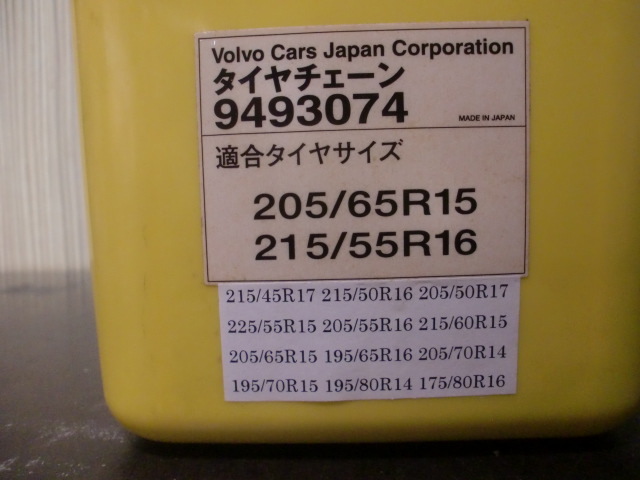 Volvo Cars Japan Corporation
タイヤチェーン
9493074
MADE IN JAPAN
適合タイヤサイズ
205/65R15
215/55R16
215/45R17 215/50R16 205/50R17
225/55R15 205/55R16 215/60R15
205/65R15 195/65R16 205/70R14
195/70R15 195/80R14 175/80R16